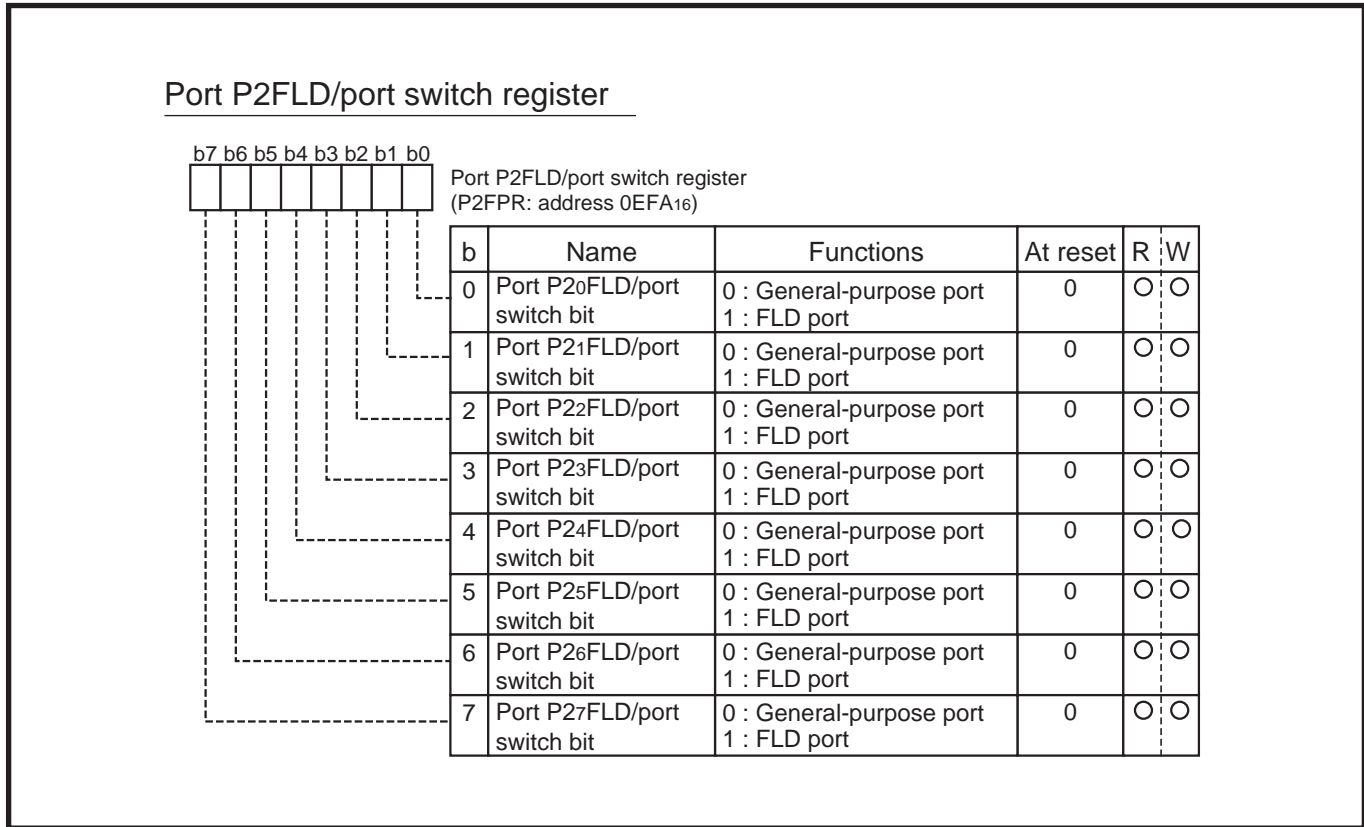 Port P2FLD/port switch register
b7 b6 b5 b4 b3 b2 b1 b0
Port P2FLD/port switch register
(P2FPR: address 0EFA16)
b Name Functions At reset R W
0 Port P20FLD/port switch bit 0 : General-purpose port 1 : FLD port 0 ○ ○
1 Port P21FLD/port switch bit 0 : General-purpose port 1 : FLD port 0 ○ ○
2 Port P22FLD/port switch bit 0 : General-purpose port 1 : FLD port 0 ○ ○
3 Port P23FLD/port switch bit 0 : General-purpose port 1 : FLD port 0 ○ ○
4 Port P24FLD/port switch bit 0 : General-purpose port 1 : FLD port 0 ○ ○
5 Port P25FLD/port switch bit 0 : General-purpose port 1 : FLD port 0 ○ ○
6 Port P26FLD/port switch bit 0 : General-purpose port 1 : FLD port 0 ○ ○
7 Port P27FLD/port switch bit 0 : General-purpose port 1 : FLD port 0 ○ ○